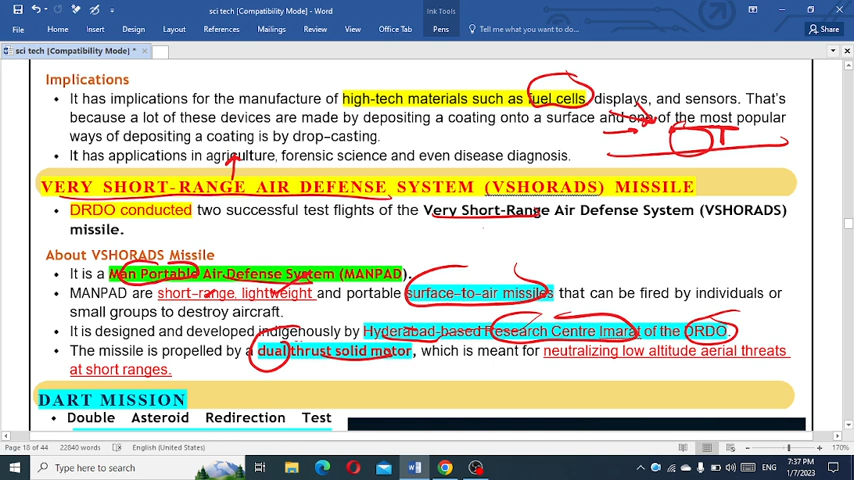 sci tech [Compatibility Mode] - Word
Ink Tools
File Home Insert Draw Design Layout References Mailings Review View Office Tab Help Pens Tell me what you want to do... Share
sci tech [Compatibility Mode] *
Implications
• It has implications for the manufacture of high-tech materials such as fuel cells, displays, and sensors. That's
because a lot of these devices are made by depositing a coating onto a surface and one of the most popular
ways of depositing a coating is by drop-casting.
• It has applications in agriculture, forensic science and even disease diagnosis.
VERY SHORT-RANGE AIR DEFENSE SYSTEM (VSHORADS) MISSILE
• DRDO conducted two successful test flights of the Very Short-Range Air Defense System (VSHORADS)
missile.
About VSHORADS Missile
• It is a Man Portable Air Defense System (MANPAD).
• MANPAD are short-range, lightweight and portable surface-to-air missiles that can be fired by individuals or
small groups to destroy aircraft.
• It is designed and developed indigenously by Hyderabad-based Research Centre Imarat of the DRDO.
• The missile is propelled by a dual thrust solid motor, which is meant for neutralizing low altitude aerial threats
at short ranges.
DART MISSION
• Double Asteroid Redirection Test
Page 18 of 44 22840 words English (United States) 170%
Type here to search
ENG
7:37 PM
1/7/2023